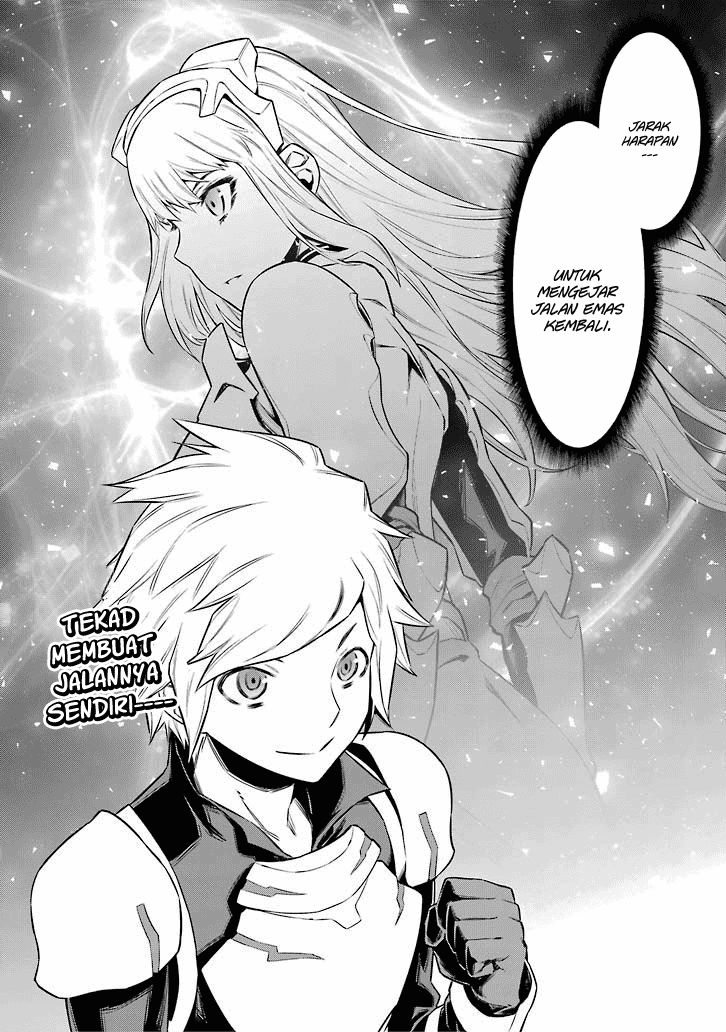 JARAK
HARAPAN
---
UNTUK
MENGEJAR
JALAN EMAS
KEMBALI.
TEKAD
MEMBUAT
JALANNYA
SENDIRI----